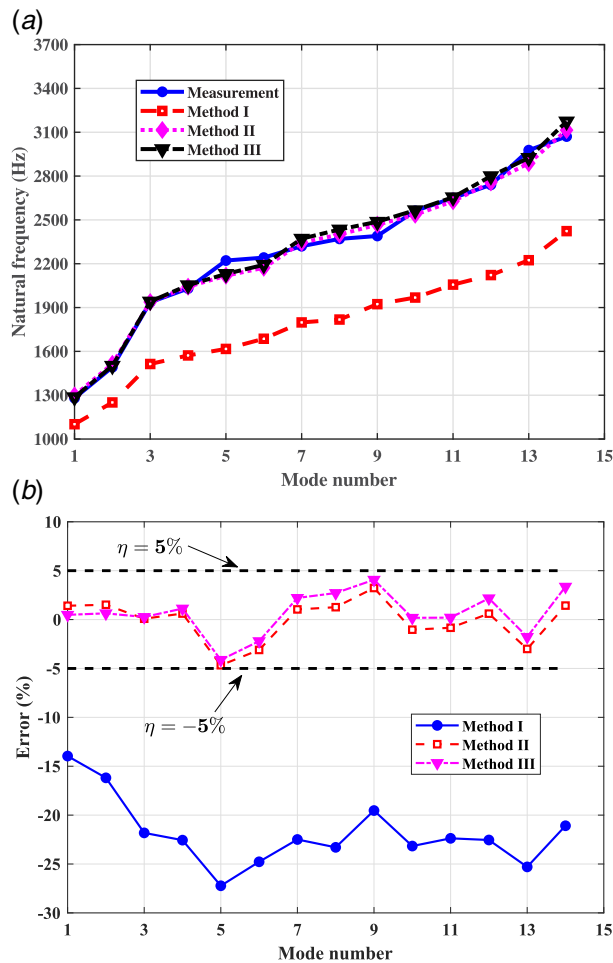 (a)
3700
3400
3100
2800
2500
2200
1900
1600
1300
1000
Natural frequency (Hz)
Measurement
Method I
Method II
Method III
1 3 5 7 9 11 13 15
Mode number
(b)
10
5
0
-5
-10
-15
-20
-25
-30
Error (%)
η = 5%
η = −5%
Method I
Method II
Method III
1 3 5 7 9 11 13 15
Mode number